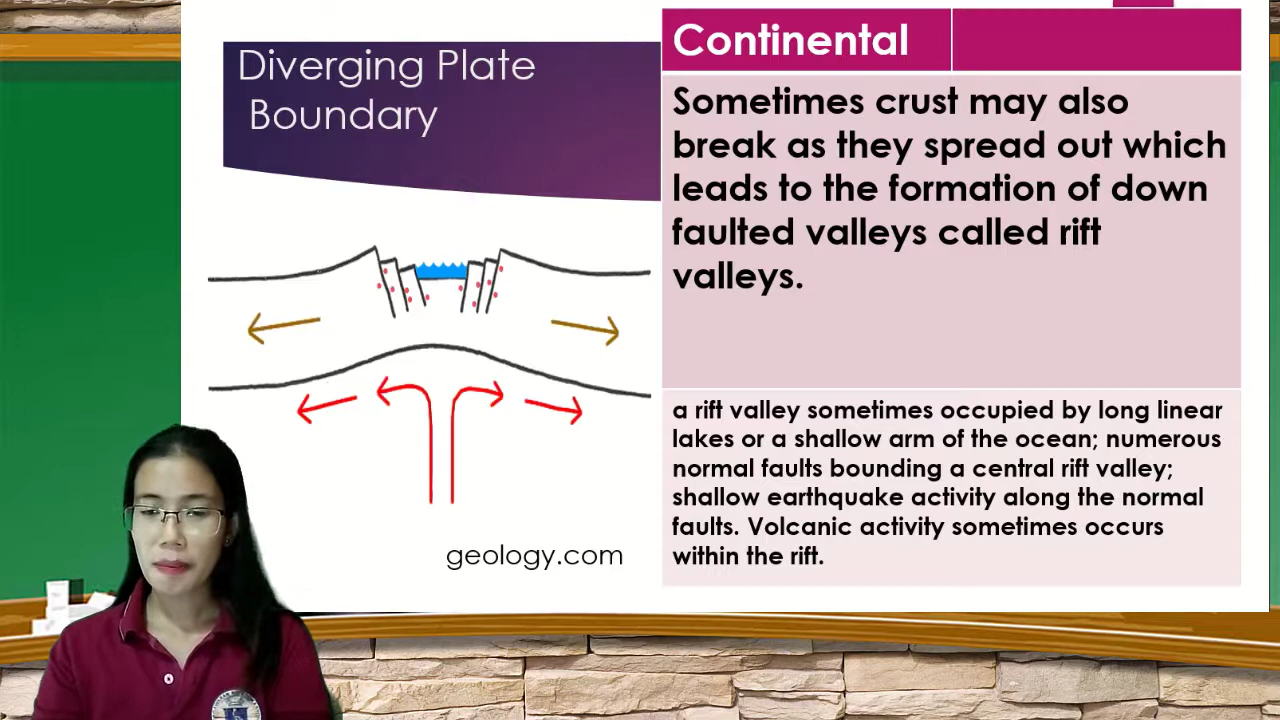 Diverging Plate
Boundary
Continental
Sometimes crust may also
break as they spread out which
leads to the formation of down
faulted valleys called rift
valleys.
a rift valley sometimes occupied by long linear
lakes or a shallow arm of the ocean; numerous
normal faults bounding a central rift valley;
shallow earthquake activity along the normal
faults. Volcanic activity sometimes occurs
within the rift.
geology.com